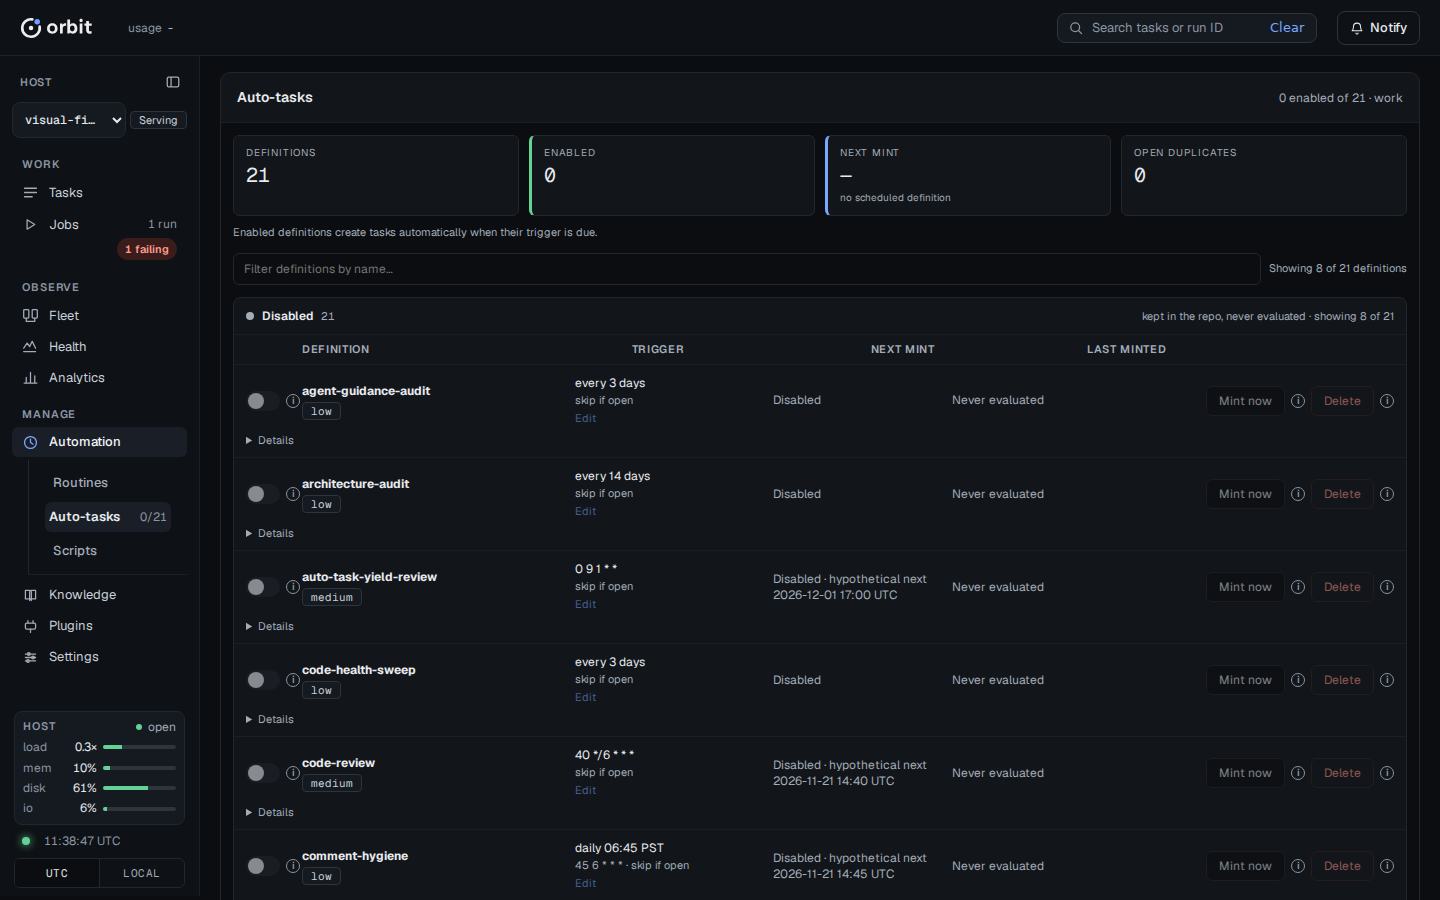 orbit
usage -
Search tasks or run ID
Clear
Notify
HOST
visual-fi…
Serving
WORK
Tasks
Jobs
1 run
1 failing
OBSERVE
Fleet
Health
Analytics
MANAGE
Automation
Routines
Auto-tasks
0/21
Scripts
Knowledge
Plugins
Settings
HOST
open
load 0.3×
mem 10%
disk 61%
io 6%
11:38:47 UTC
UTC
LOCAL
Auto-tasks
0 enabled of 21 · work
DEFINITIONS
21
ENABLED
0
NEXT MINT
—
no scheduled definition
OPEN DUPLICATES
0
Enabled definitions create tasks automatically when their trigger is due.
Filter definitions by name…
Showing 8 of 21 definitions
Disabled 21
kept in the repo, never evaluated · showing 8 of 21
DEFINITION TRIGGER NEXT MINT LAST MINTED
agent-guidance-audit
low
every 3 days
skip if open
Edit
Disabled
Never evaluated
Mint now
Delete
Details
architecture-audit
low
every 14 days
skip if open
Edit
Disabled
Never evaluated
Mint now
Delete
Details
auto-task-yield-review
medium
0 9 1 * *
skip if open
Edit
Disabled · hypothetical next
2026-12-01 17:00 UTC
Never evaluated
Mint now
Delete
Details
code-health-sweep
low
every 3 days
skip if open
Edit
Disabled
Never evaluated
Mint now
Delete
Details
code-review
medium
40 */6 * * *
skip if open
Edit
Disabled · hypothetical next
2026-11-21 14:40 UTC
Never evaluated
Mint now
Delete
Details
comment-hygiene
low
daily 06:45 PST
45 6 * * * · skip if open
Edit
Disabled · hypothetical next
2026-11-21 14:45 UTC
Never evaluated
Mint now
Delete